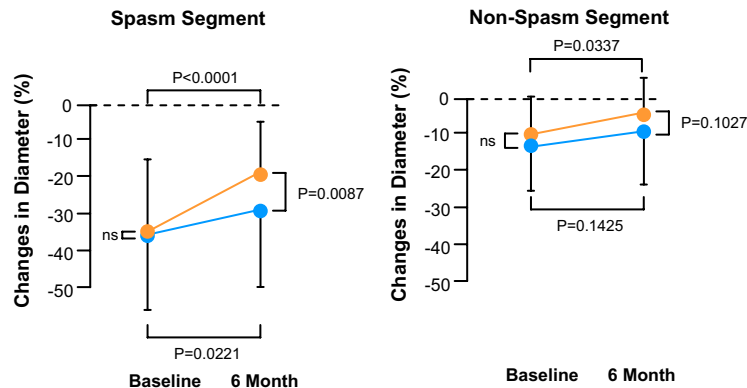 Spasm Segment
P<0.0001
Changes in Diameter (%)
0
-10
-20
-30
-40
-50
ns
P=0.0087
P=0.0221
Baseline 6 Month
Non-Spasm Segment
P=0.0337
Changes in Diameter (%)
0
-10
-20
-30
-40
-50
ns
P=0.1027
P=0.1425
Baseline 6 Month